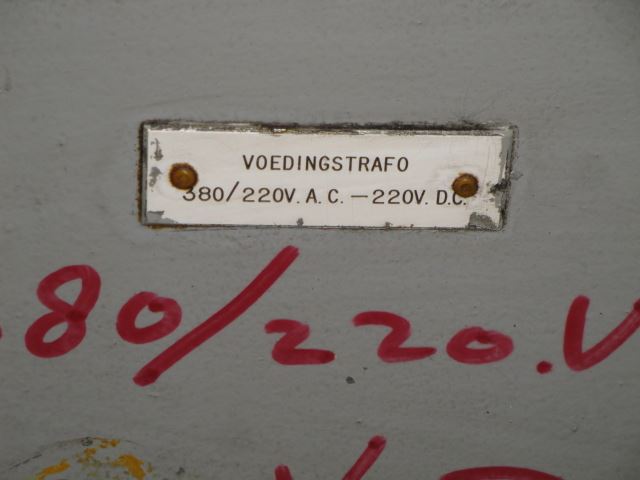 VOEDINGSTRAFO
380/220V. A. C. — 220V. D.C.
80/220.V